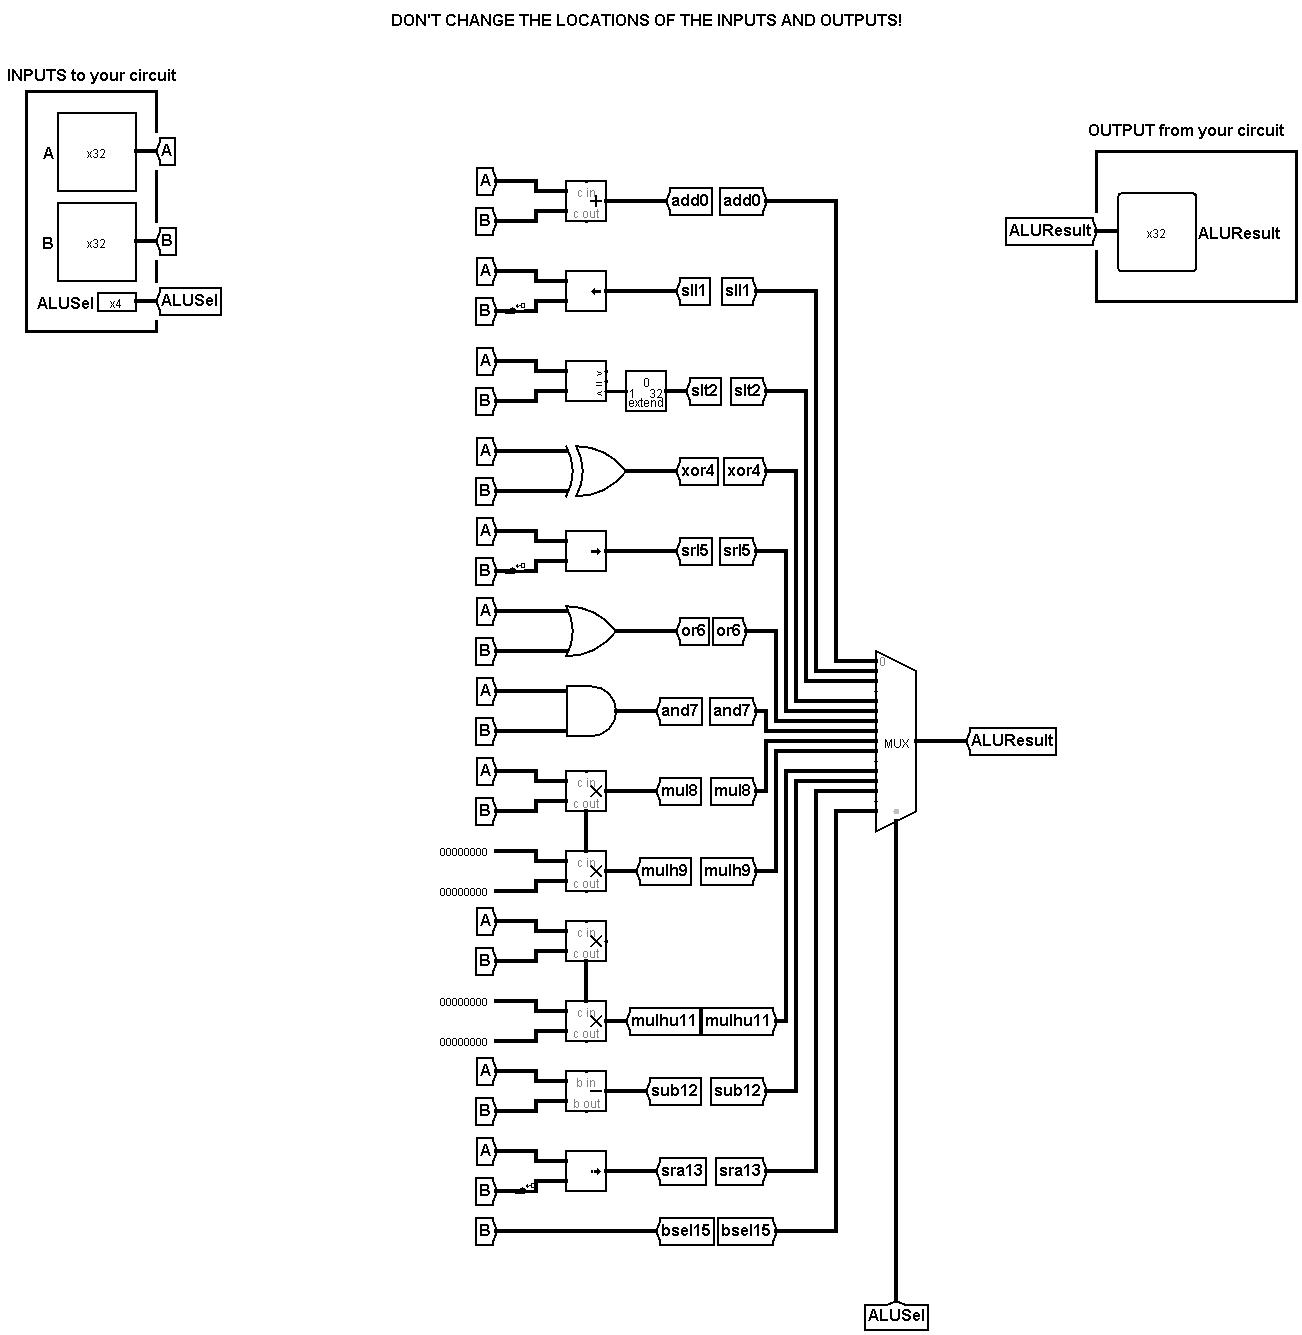 DON'T CHANGE THE LOCATIONS OF THE INPUTS AND OUTPUTS!
INPUTS to your circuit
A x32 A
B x32 B
ALUSel x4 ALUSel
OUTPUT from your circuit
ALUResult x32 ALUResult
A c in + add0 add0
B c out
A sll1 sll1
B
A > = < 0 1 32 extend slt2 slt2
B
A xor4 xor4
B
A srl5 srl5
B
A or6 or6
B
0
A and7 and7
B
MUX ALUResult
A c in × mul8 mul8
B c out
00000000 c in × mulh9 mulh9
00000000 c out
A c in ×
B c out
00000000 c in × mulhu11 mulhu11
00000000 c out
A b in − sub12 sub12
B b out
A sra13 sra13
B
B bsel15 bsel15
ALUSel